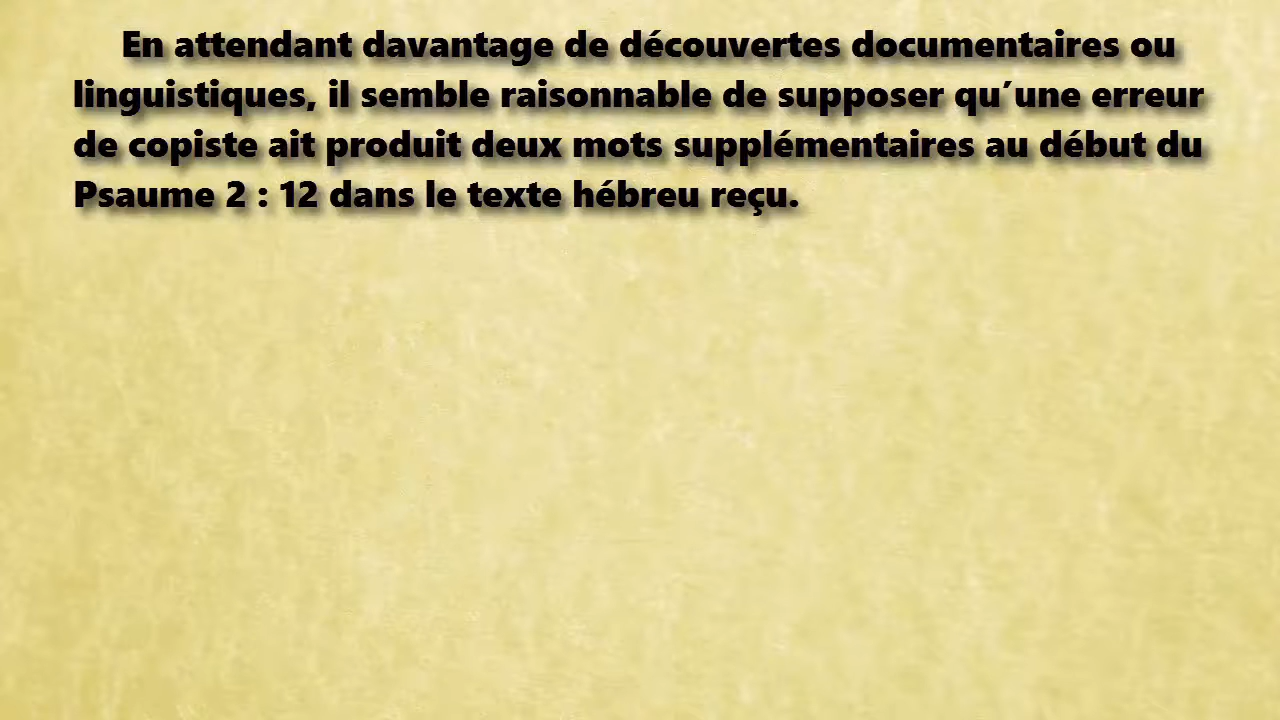 En attendant davantage de découvertes documentaires ou
linguistiques, il semble raisonnable de supposer qu´une erreur
de copiste ait produit deux mots supplémentaires au début du
Psaume 2 : 12 dans le texte hébreu reçu.